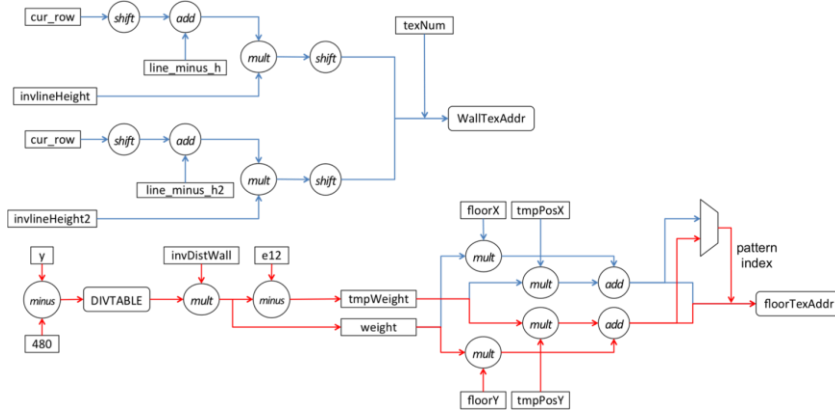 cur_row
shift
add
texNum
mult
shift
line_minus_h
invlineHeight
WallTexAddr
cur_row
shift
add
mult
shift
line_minus_h2
invlineHeight2
floorX
tmpPosX
y
invDistWall
e12
mult
pattern
index
mult
add
minus
DIVTABLE
mult
minus
tmpWeight
floorTexAddr
weight
mult
add
480
mult
floorY
tmpPosY